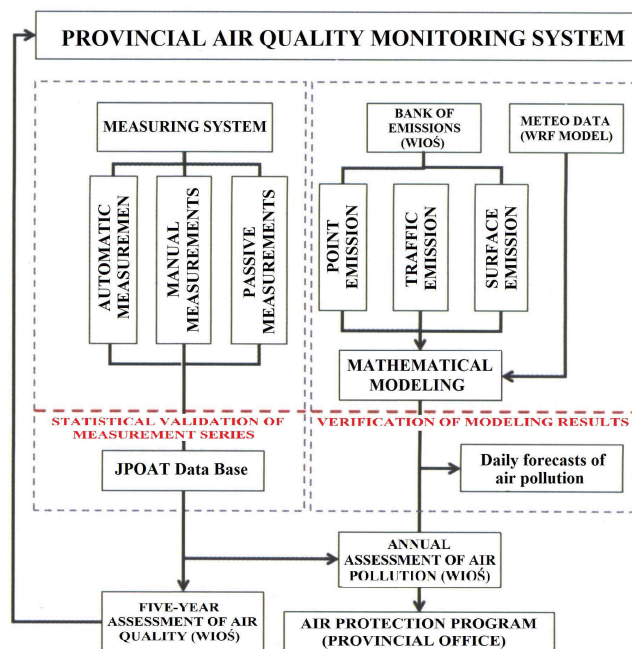 PROVINCIAL AIR QUALITY MONITORING SYSTEM
MEASURING SYSTEM
AUTOMATIC
MEASUREMEN
MANUAL
MEASUREMENTS
PASSIVE
MEASUREMENTS
BANK OF
EMISSIONS
(WIOŚ)
METEO DATA
(WRF MODEL)
POINT
EMISSION
TRAFFIC
EMISSION
SURFACE
EMISSION
MATHEMATICAL
MODELING
STATISTICAL VALIDATION OF
MEASUREMENT SERIES
VERIFICATION OF MODELING RESULTS
JPOAT Data Base
Daily forecasts of
air pollution
ANNUAL
ASSESSMENT OF AIR
POLLUTION (WIOŚ)
FIVE-YEAR
ASSESSMENT OF AIR
QUALITY (WIOŚ)
AIR PROTECTION PROGRAM
(PROVINCIAL OFFICE)